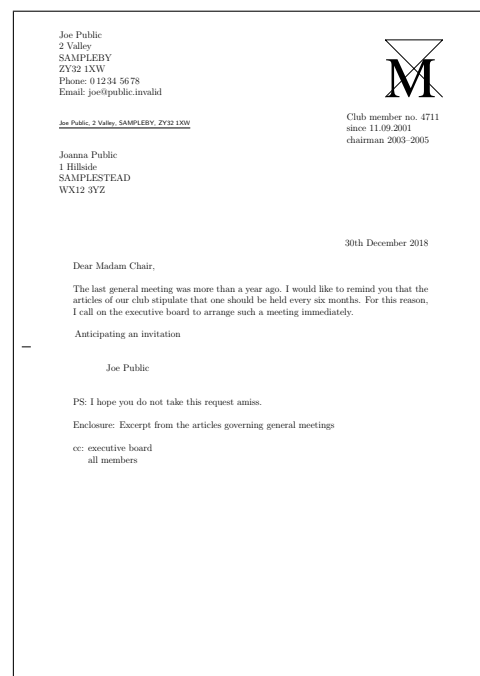 Joe Public
2 Valley
SAMPLEBY
ZY32 1XW
Phone: 0 12 34 56 78
Email: joe@public.invalid
M
Club member no. 4711
since 11.09.2001
chairman 2003–2005
Joe Public, 2 Valley, SAMPLEBY, ZY32 1XW
Joanna Public
1 Hillside
SAMPLESTEAD
WX12 3YZ
30th December 2018
Dear Madam Chair,
The last general meeting was more than a year ago. I would like to remind you that the
articles of our club stipulate that one should be held every six months. For this reason,
I call on the executive board to arrange such a meeting immediately.
Anticipating an invitation
Joe Public
PS: I hope you do not take this request amiss.
Enclosure: Excerpt from the articles governing general meetings
cc: executive board
all members